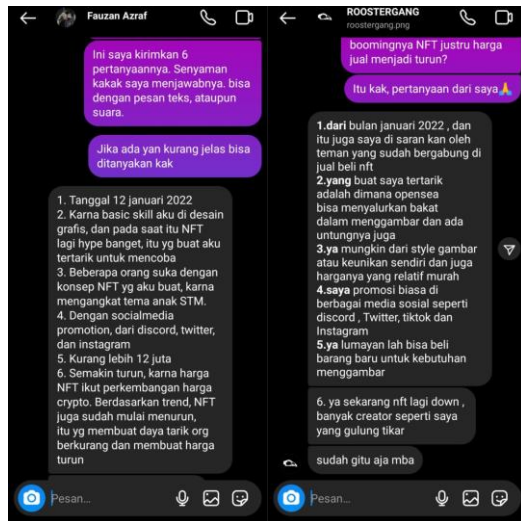 Fauzan Azraf
Ini saya kirimkan 6
pertanyaannya. Senyaman
kakak saya menjawabnya. bisa
dengan pesan teks, ataupun
suara.
Jika ada yan kurang jelas bisa
ditanyakan kak
1. Tanggal 12 januari 2022
2. Karna basic skill aku di desain
grafis, dan pada saat itu NFT
lagi hype banget, itu yg buat aku
tertarik untuk mencoba
3. Beberapa orang suka dengan
konsep NFT yg aku buat, karna
mengangkat tema anak STM.
4. Dengan socialmedia
promotion, dari discord, twitter,
dan instagram
5. Kurang lebih 12 juta
6. Semakin turun, karna harga
NFT ikut perkembangan harga
crypto. Berdasarkan trend, NFT
juga sudah mulai menurun,
itu yg membuat daya tarik org
berkurang dan membuat harga
turun
Pesan...
ROOSTERGANG
roostergang.png
boomingnya NFT justru harga
jual menjadi turun?
Itu kak, pertanyaan dari saya🙏
1.dari bulan januari 2022 , dan
itu juga saya di saran kan oleh
teman yang sudah bergabung di
jual beli nft
2.yang buat saya tertarik
adalah dimana opensea
bisa menyalurkan bakat
dalam menggambar dan ada
untungnya juga
3.ya mungkin dari style gambar
atau keunikan sendiri dan juga
harganya yang relatif murah
4.saya promosi biasa di
berbagai media sosial seperti
discord , Twitter, tiktok dan
Instagram
5.ya lumayan lah bisa beli
barang baru untuk kebutuhan
menggambar
6. ya sekarang nft lagi down ,
banyak creator seperti saya
yang gulung tikar
sudah gitu aja mba
Pesan...